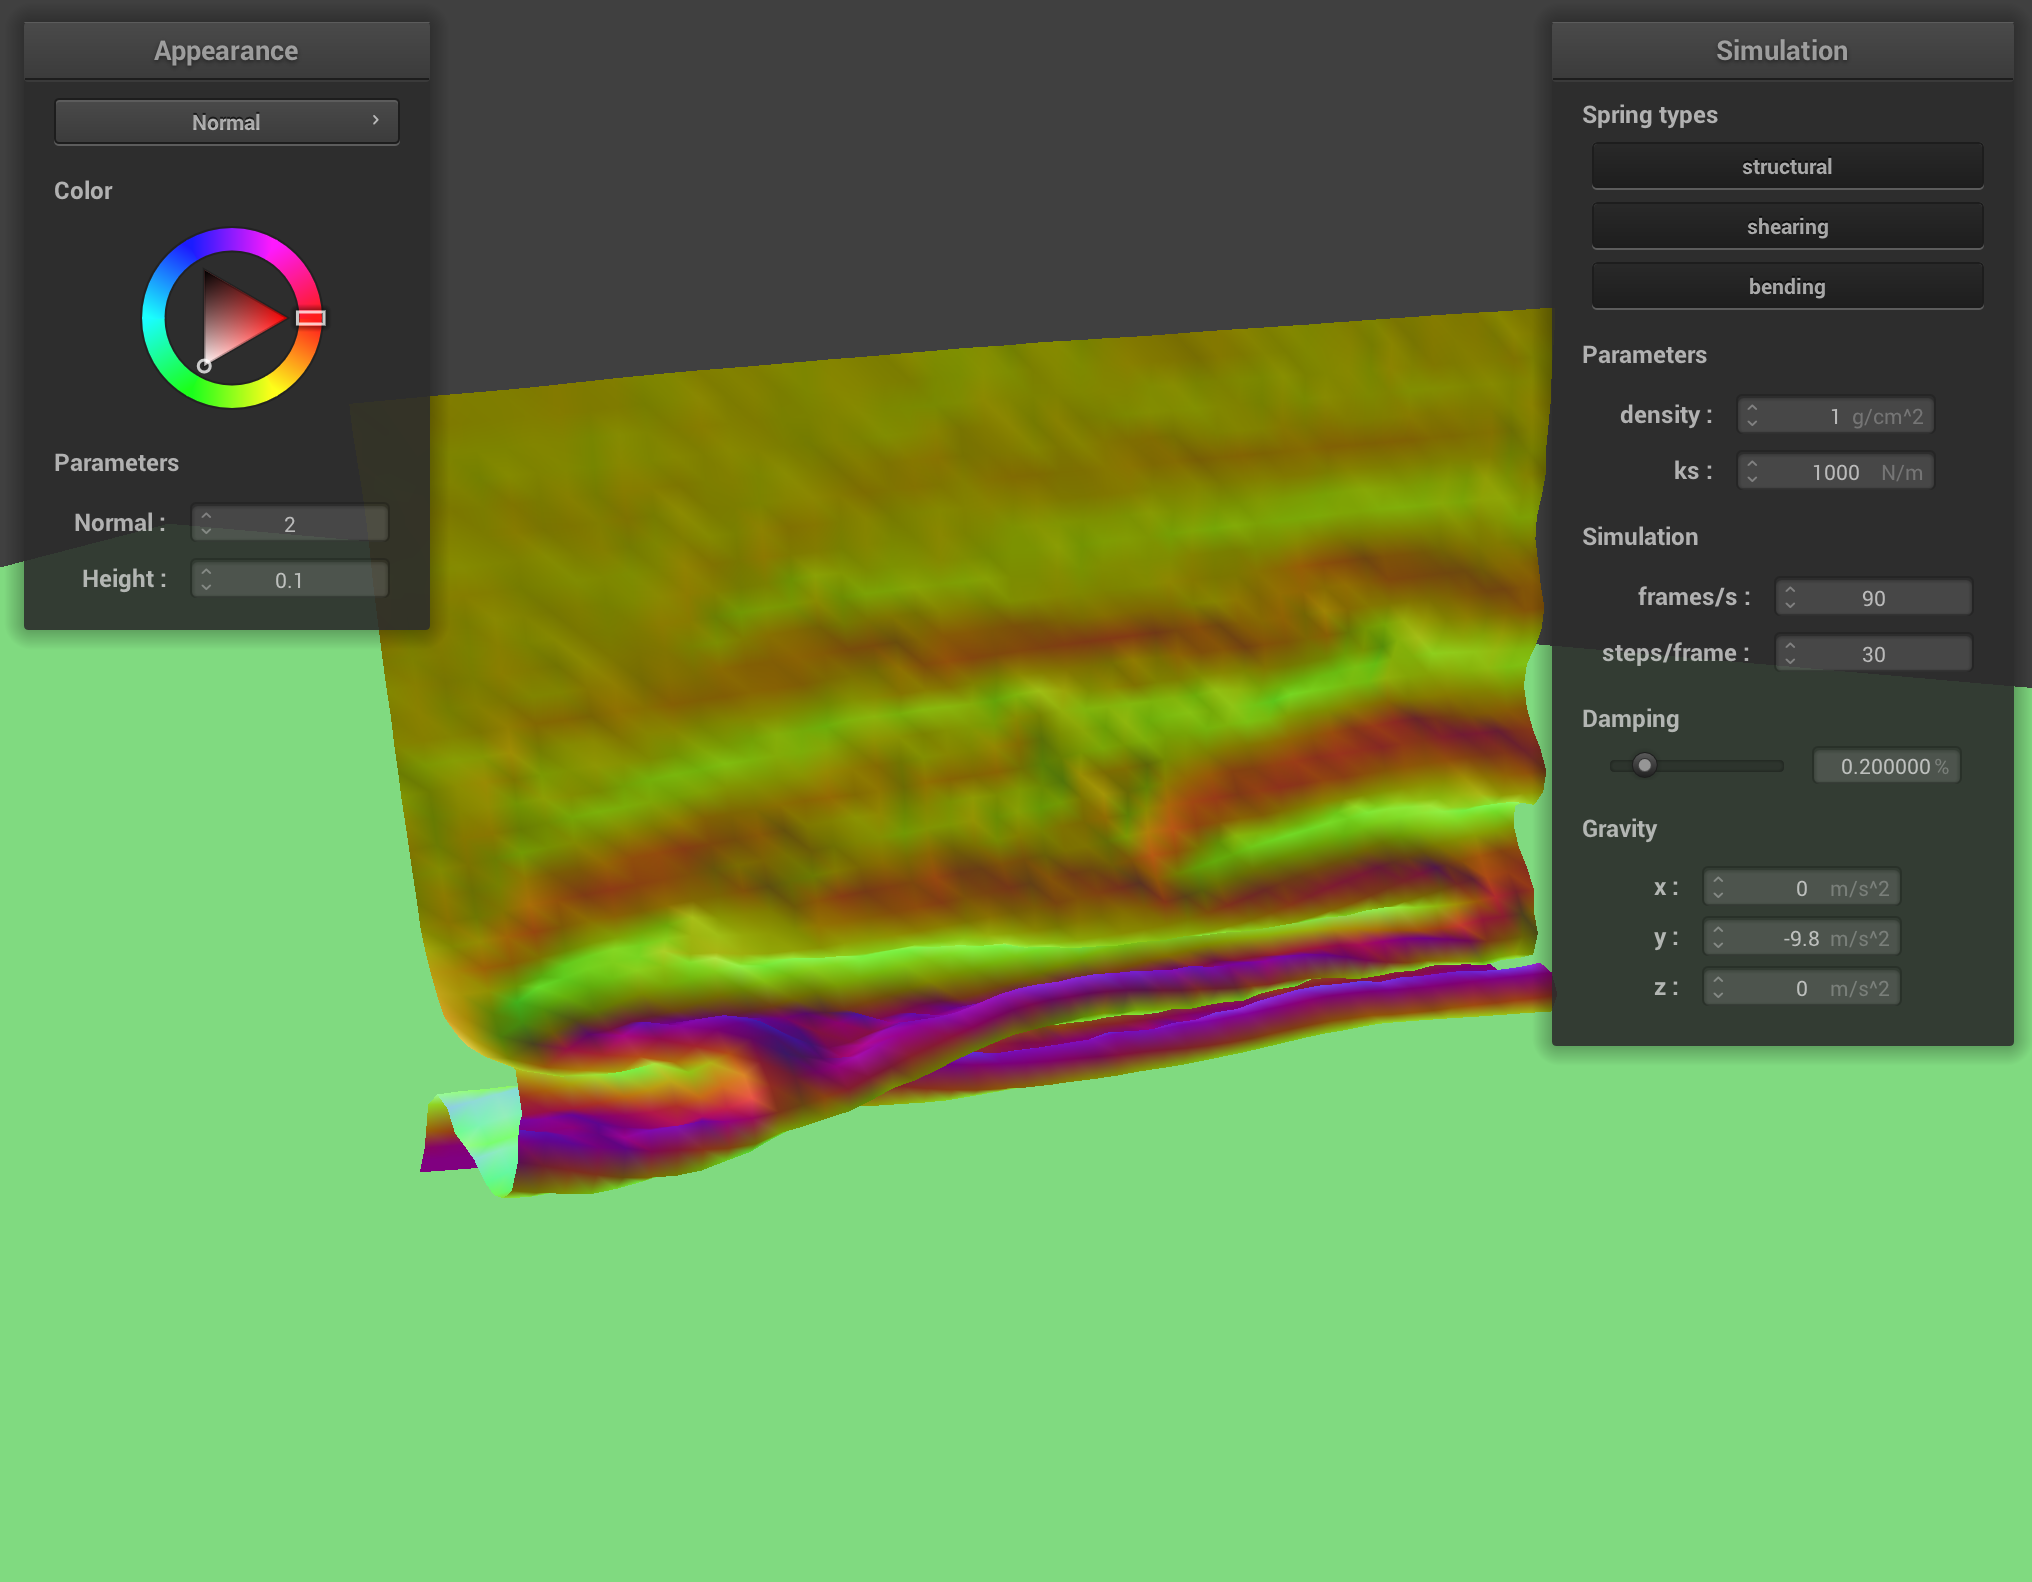 Appearance
Normal
Color
Parameters
Normal : 2
Height : 0.1
Simulation
Spring types
structural
shearing
bending
Parameters
density : 1 g/cm^2
ks : 1000 N/m
Simulation
frames/s : 90
steps/frame : 30
Damping
0.200000 %
Gravity
x : 0 m/s^2
y : -9.8 m/s^2
z : 0 m/s^2